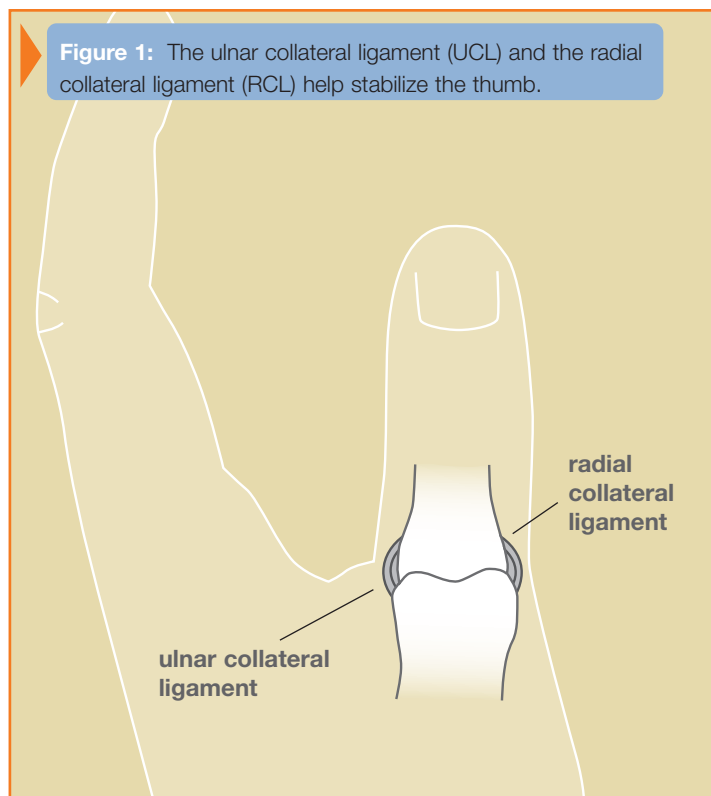 Figure 1: The ulnar collateral ligament (UCL) and the radial
collateral ligament (RCL) help stabilize the thumb.
radial
collateral
ligament
ulnar collateral
ligament